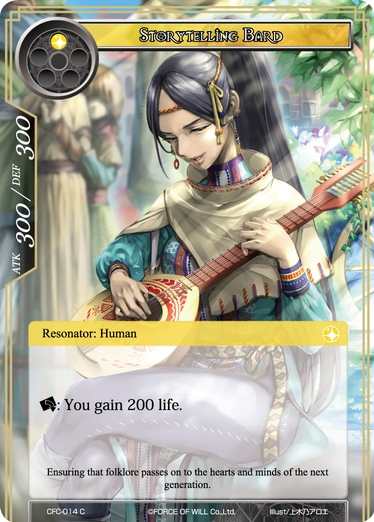 Storytelling Bard
ATK 300 / DEF 300
Resonator: Human
: You gain 200 life.
Ensuring that folklore passes on to the hearts and minds of the next
generation.
CFC-014 C ©FORCE OF WILL Co.,Ltd. Illust/上木乃アロエ